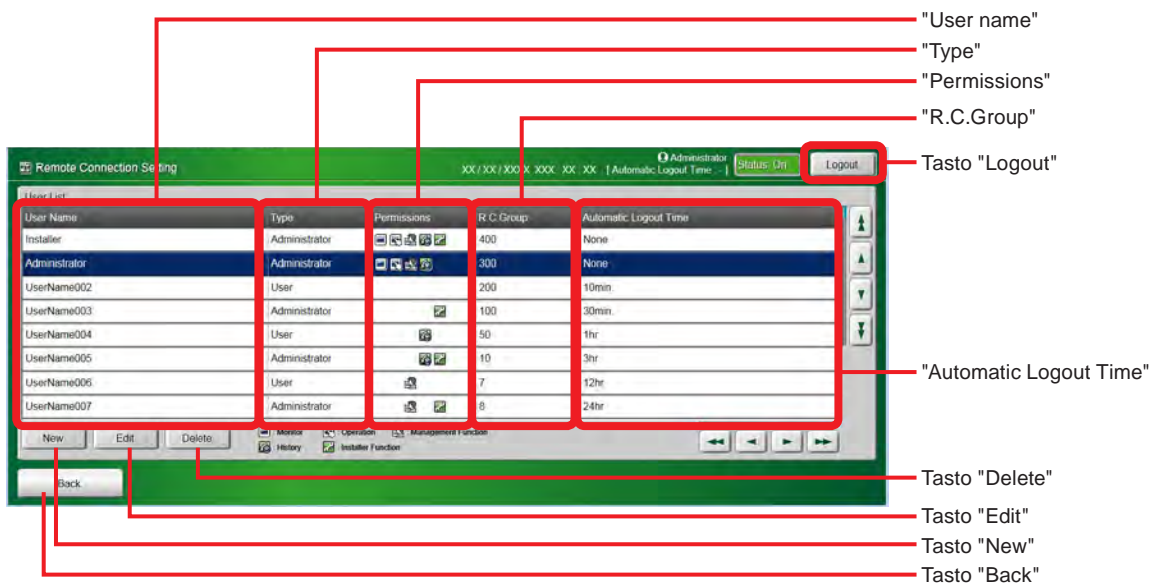 "User name"
"Type"
"Permissions"
"R.C.Group"
Remote Connection Setting
XX / XX / XXXX XXX XX : XX [ Automatic Logout Time : - ]
Administrator
Status: On
Logout
Tasto "Logout"
User List
User Name Type Permissions R.C.Group Automatic Logout Time
Installer Administrator 400 None
Administrator Administrator 300 None
UserName002 User 200 10min.
UserName003 Administrator 100 30min.
UserName004 User 50 1hr
UserName005 Administrator 10 3hr
UserName006 User 7 12hr
UserName007 Administrator 8 24hr
"Automatic Logout Time"
New Edit Delete
Monitor Operation Management Function
History Installer Function
Back
Tasto "Delete"
Tasto "Edit"
Tasto "New"
Tasto "Back"